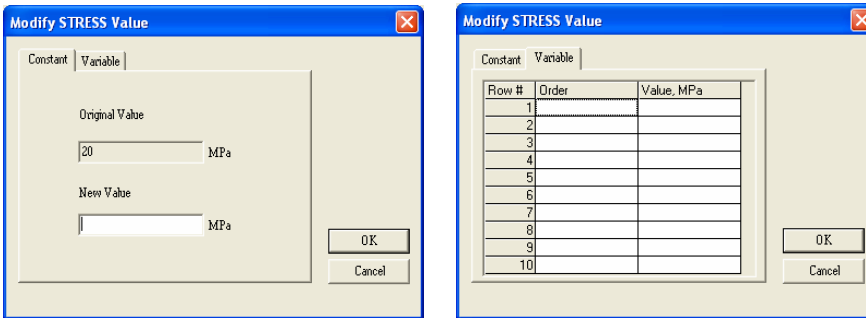 Modify STRESS Value
Constant Variable
Original Value
20 MPa
New Value
MPa
OK
Cancel
Modify STRESS Value
Constant Variable
Row # Order Value, MPa
1
2
3
4
5
6
7
8
9
10
OK
Cancel